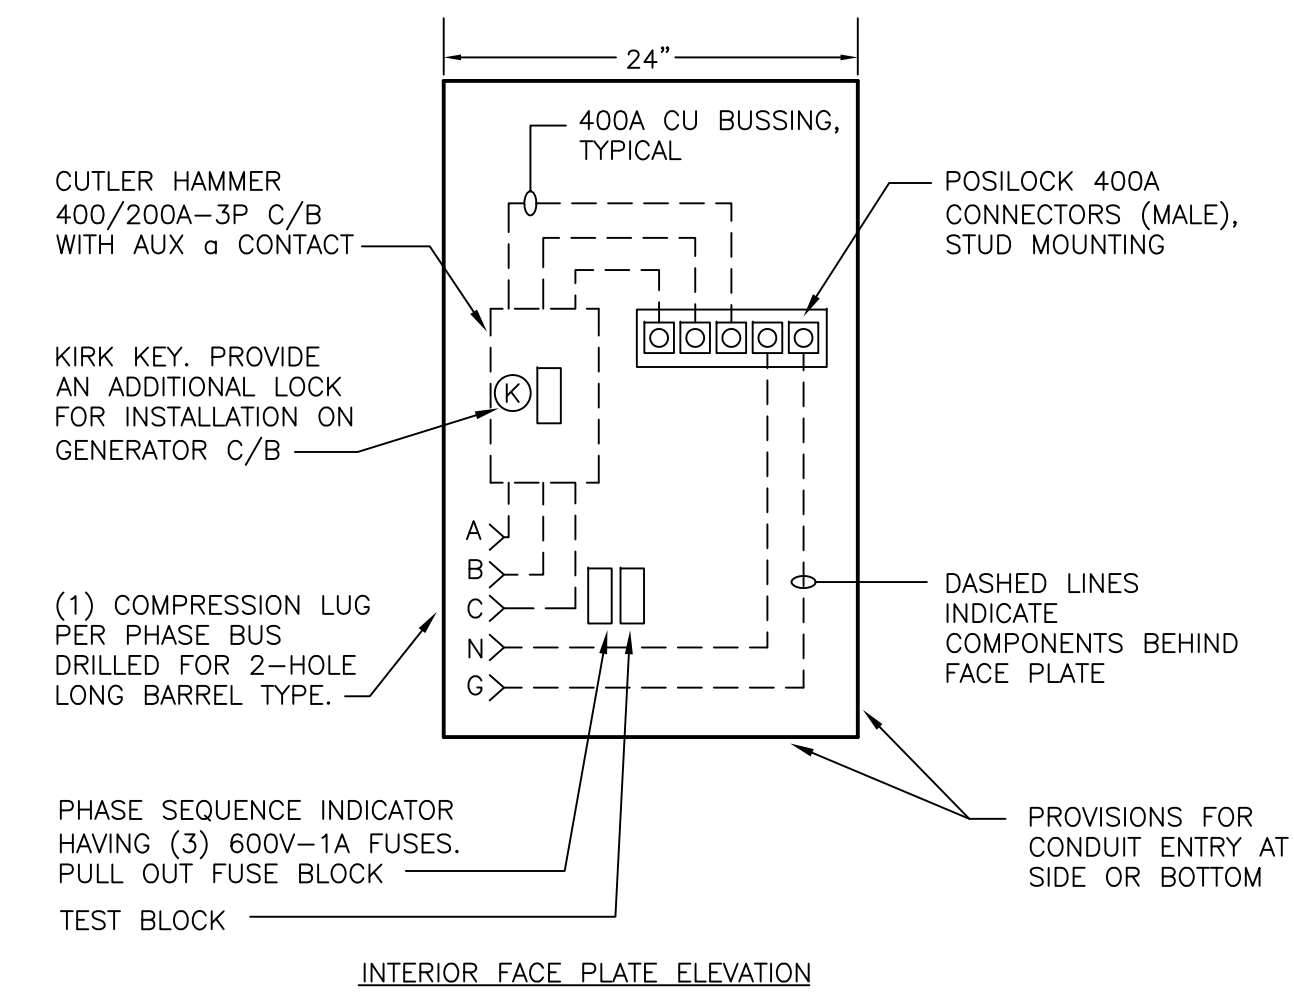 24”
400A CU BUSSING,
TYPICAL
CUTLER HAMMER
400/200A-3P C/B
WITH AUX a CONTACT
POSILOCK 400A
CONNECTORS (MALE),
STUD MOUNTING
KIRK KEY. PROVIDE
AN ADDITIONAL LOCK
FOR INSTALLATION ON
GENERATOR C/B
K
A
B
C
N
G
(1) COMPRESSION LUG
PER PHASE BUS
DRILLED FOR 2-HOLE
LONG BARREL TYPE.
DASHED LINES
INDICATE
COMPONENTS BEHIND
FACE PLATE
PHASE SEQUENCE INDICATOR
HAVING (3) 600V-1A FUSES.
PULL OUT FUSE BLOCK
TEST BLOCK
PROVISIONS FOR
CONDUIT ENTRY AT
SIDE OR BOTTOM
INTERIOR FACE PLATE ELEVATION